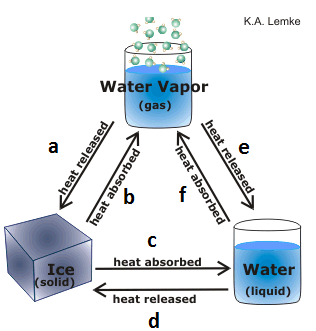 K.A. Lemke
Water Vapor
(gas)
a
heat released
heat absorbed
b
e
heat released
heat absorbed
f
c
heat absorbed
Ice
(solid)
Water
(liquid)
heat released
d